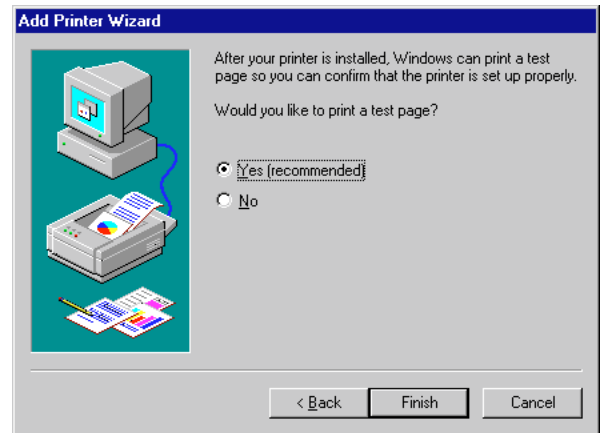 Add Printer Wizard
After your printer is installed, Windows can print a test
page so you can confirm that the printer is set up properly.
Would you like to print a test page?
Yes (recommended)
No
< Back
Finish
Cancel